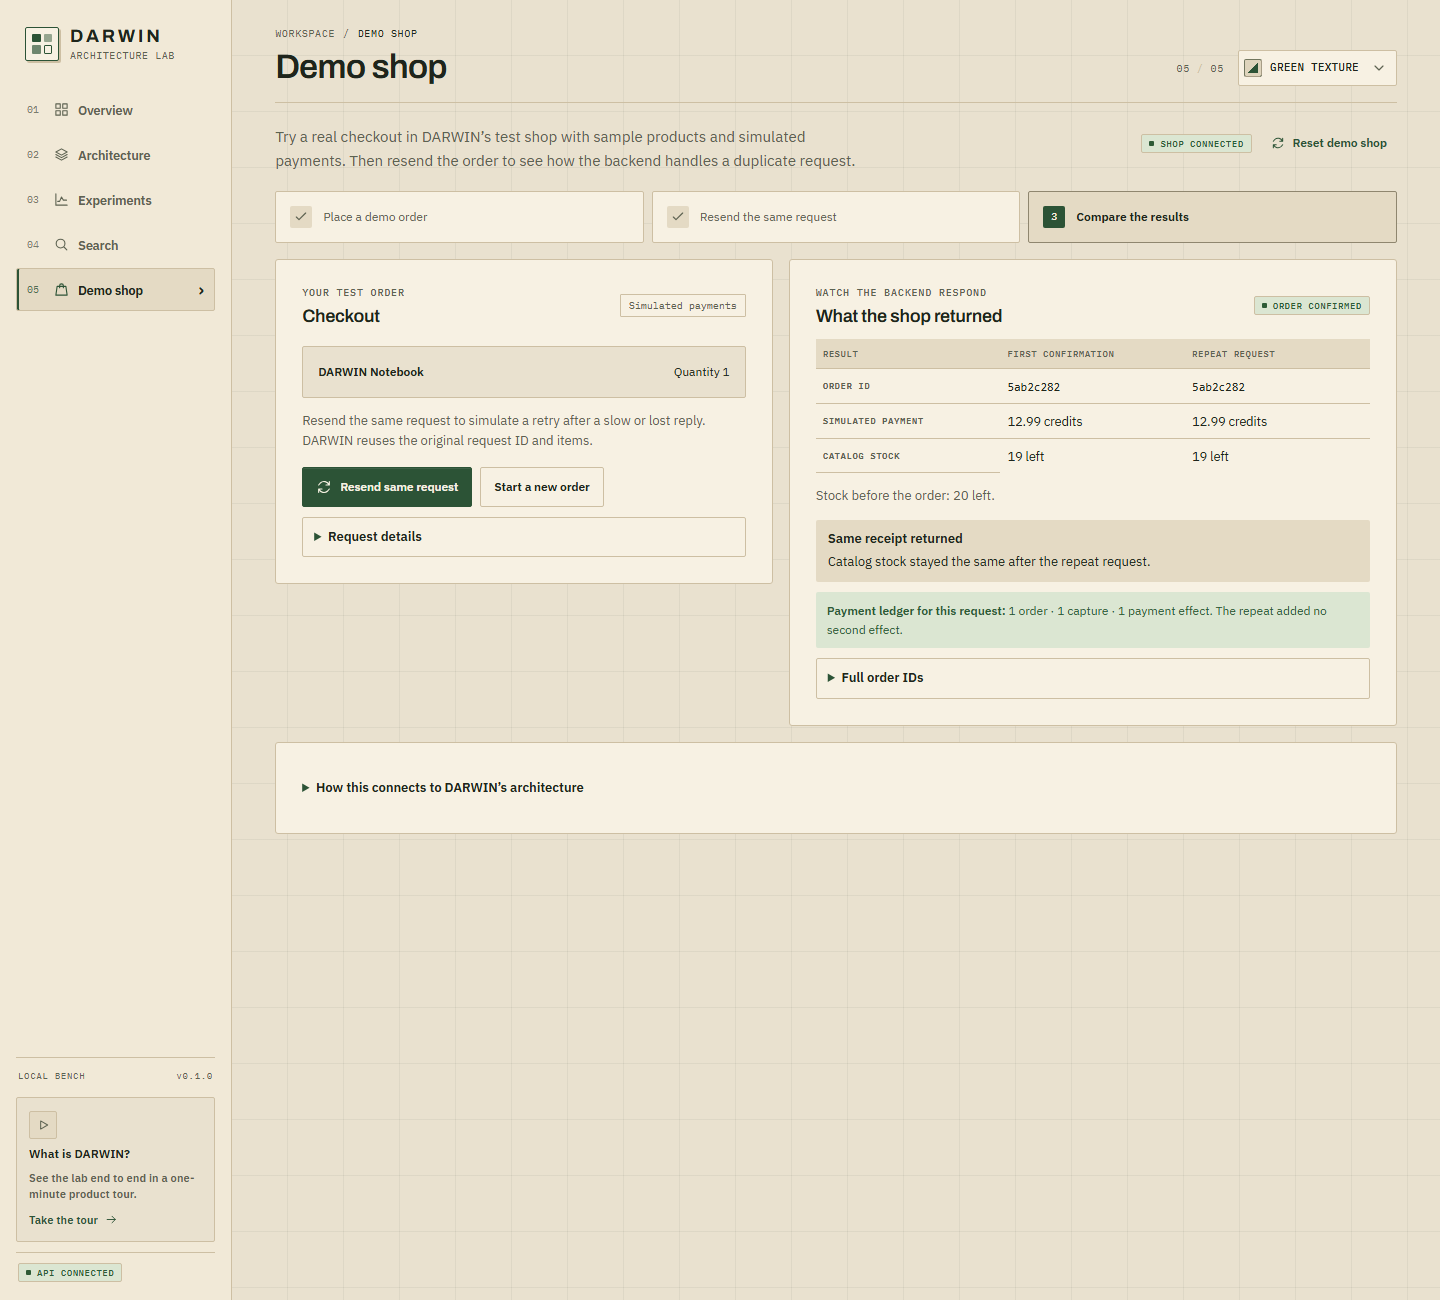 DARWIN
ARCHITECTURE LAB
01 Overview
02 Architecture
03 Experiments
04 Search
05 Demo shop
LOCAL BENCH v0.1.0
What is DARWIN?
See the lab end to end in a one-
minute product tour.
Take the tour →
API CONNECTED
WORKSPACE / DEMO SHOP
Demo shop
05 / 05
GREEN TEXTURE
Try a real checkout in DARWIN’s test shop with sample products and simulated
payments. Then resend the order to see how the backend handles a duplicate request.
SHOP CONNECTED
Reset demo shop
Place a demo order
Resend the same request
3 Compare the results
YOUR TEST ORDER
Checkout
Simulated payments
DARWIN Notebook Quantity 1
Resend the same request to simulate a retry after a slow or lost reply.
DARWIN reuses the original request ID and items.
Resend same request
Start a new order
Request details
WATCH THE BACKEND RESPOND
What the shop returned
ORDER CONFIRMED
RESULT FIRST CONFIRMATION REPEAT REQUEST
ORDER ID 5ab2c282 5ab2c282
SIMULATED PAYMENT 12.99 credits 12.99 credits
CATALOG STOCK 19 left 19 left
Stock before the order: 20 left.
Same receipt returned
Catalog stock stayed the same after the repeat request.
Payment ledger for this request: 1 order · 1 capture · 1 payment effect. The repeat added no
second effect.
Full order IDs
How this connects to DARWIN’s architecture